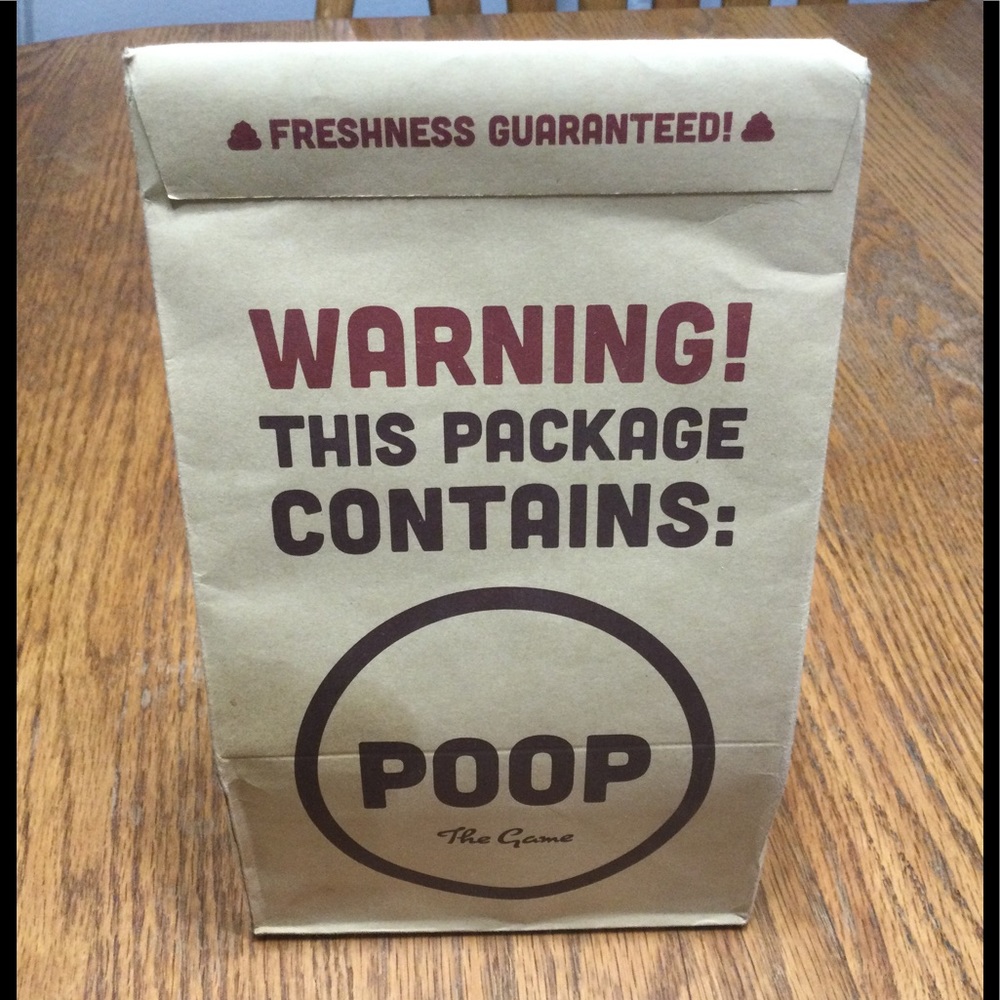 FRESHNESS GUARANTEED!
WARNING!
THIS PACKAGE
CONTAINS:
POOP
The Game